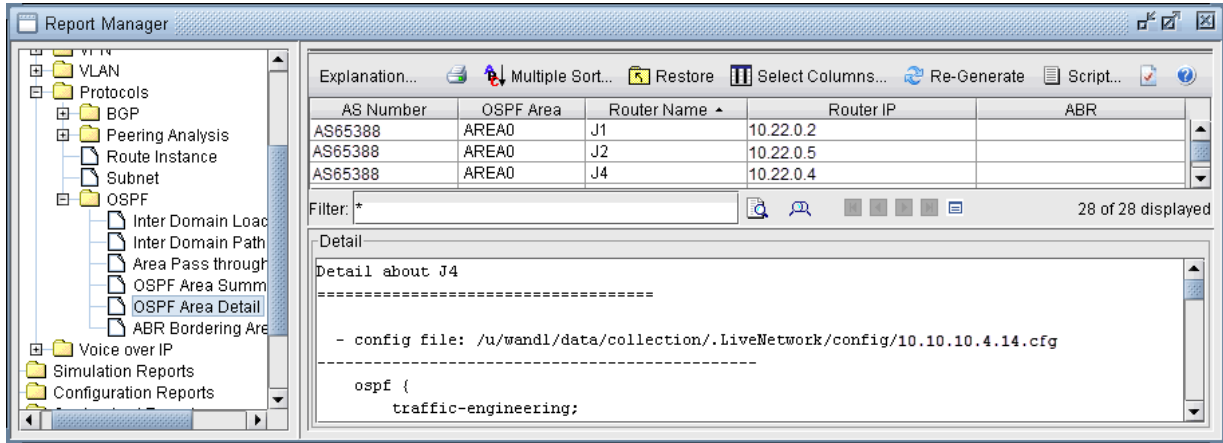 Report Manager
VPN
VLAN
Protocols
BGP
Peering Analysis
Route Instance
Subnet
OSPF
Inter Domain Loac
Inter Domain Path
Area Pass through
OSPF Area Summ
OSPF Area Detail
ABR Bordering Are
Voice over IP
Simulation Reports
Configuration Reports
Explanation... Multiple Sort... Restore Select Columns... Re-Generate Script...
AS Number OSPF Area Router Name Router IP ABR
AS65388 AREA0 J1 10.22.0.2
AS65388 AREA0 J2 10.22.0.5
AS65388 AREA0 J4 10.22.0.4
Filter: * 28 of 28 displayed
Detail
Detail about J4
====================================
- config file: /u/wandl/data/collection/.LiveNetwork/config/10.10.10.4.14.cfg
-----------------------------------------------
ospf {
traffic-engineering;